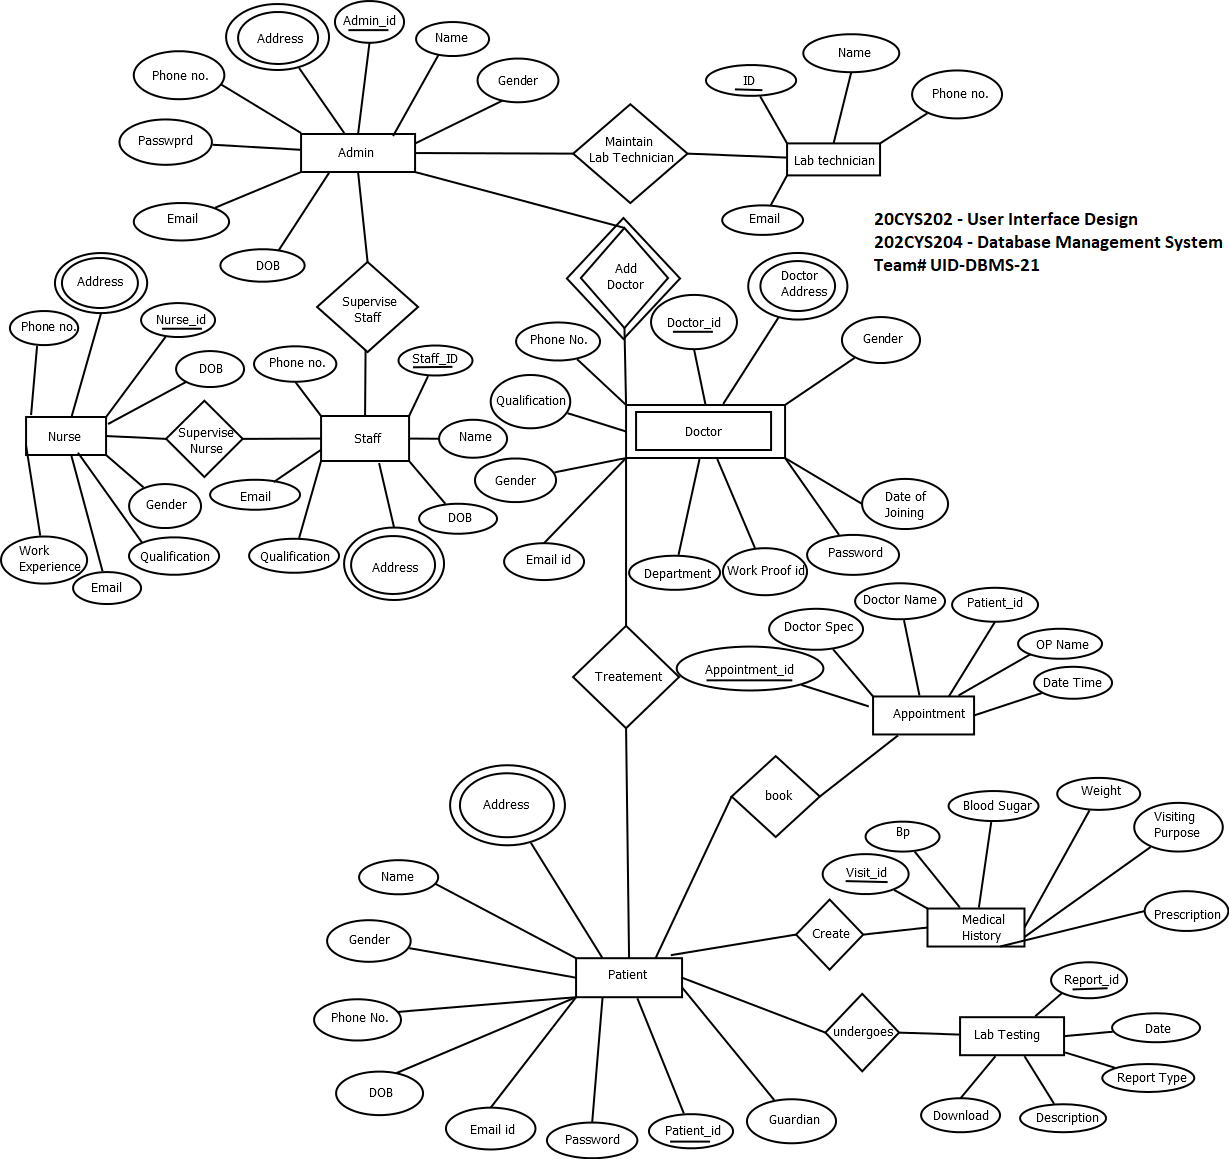 Admin_id
Address
Name
Name
Phone no.
Gender
ID
Phone no.
Passwprd
Maintain
Lab Technician
Admin
Lab technician
Email
Email
DOB
20CYS202 - User Interface Design
202CYS204 - Database Management System
Team# UID-DBMS-21
Address
Add
Doctor
Doctor
Address
Supervise
Staff
Nurse_id
Phone no.
Doctor_id
Phone No.
Gender
DOB
Phone no.
Staff_ID
Qualification
Nurse
Supervise
Nurse
Staff
Name
Doctor
Gender
Email
Gender
Date of
Joining
DOB
Work
Experience
Qualification
Qualification
Address
Email
Email id
Department
Work Proof id
Password
Doctor Name
Patient_id
Doctor Spec
OP Name
Treatement
Appointment_id
Date Time
Appointment
book
Address
Weight
Blood Sugar
Visiting
Purpose
Bp
Name
Visit_id
Prescription
Medical
History
Create
Gender
Patient
Report_id
Phone No.
undergoes
Lab Testing
Date
Report Type
DOB
Download
Description
Email id
Password
Patient_id
Guardian